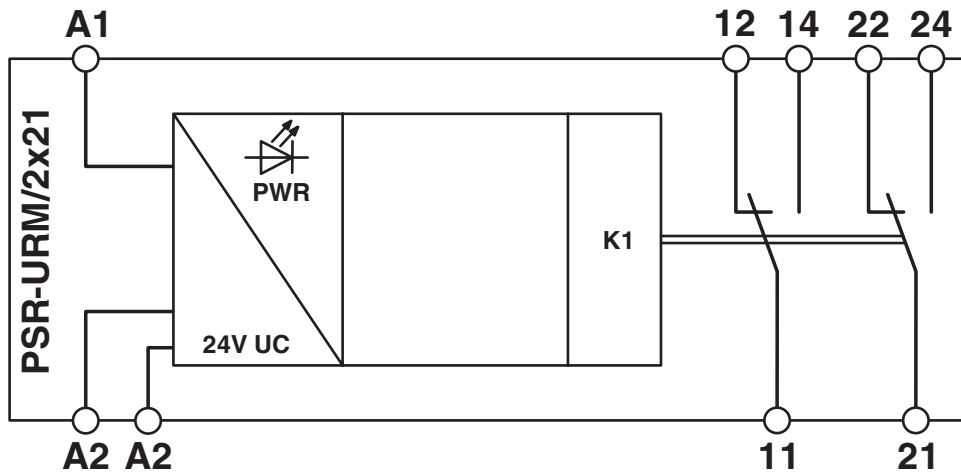 A1 12 14 22 24
PSR-URM/2x21
PWR
K1
24V UC
A2 A2 11 21